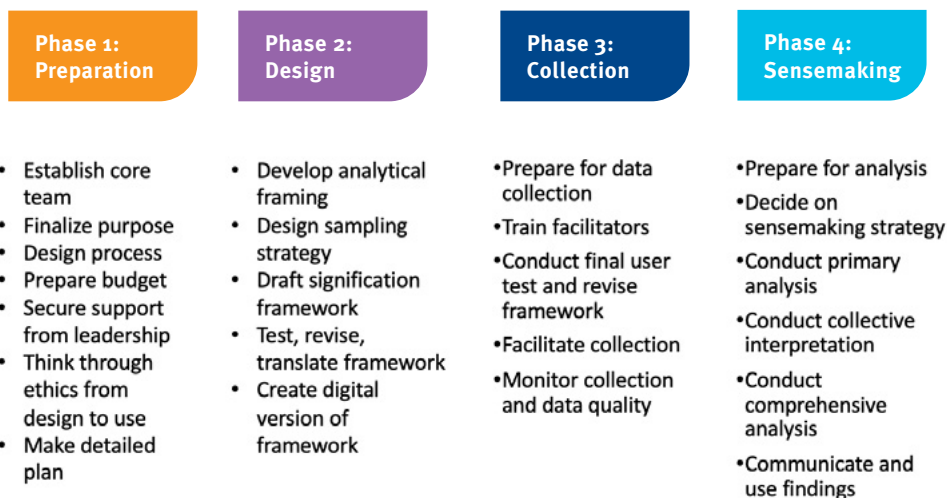 Phase 1:
Preparation
• Establish core
team
• Finalize purpose
• Design process
• Prepare budget
• Secure support
from leadership
• Think through
ethics from
design to use
• Make detailed
plan
Phase 2:
Design
• Develop analytical
framing
• Design sampling
strategy
• Draft signification
framework
• Test, revise,
translate framework
• Create digital
version of
framework
Phase 3:
Collection
•Prepare for data
collection
•Train facilitators
•Conduct final user
test and revise
framework
•Facilitate collection
•Monitor collection
and data quality
Phase 4:
Sensemaking
•Prepare for analysis
•Decide on
sensemaking strategy
•Conduct primary
analysis
•Conduct collective
interpretation
•Conduct
comprehensive
analysis
•Communicate and
use findings